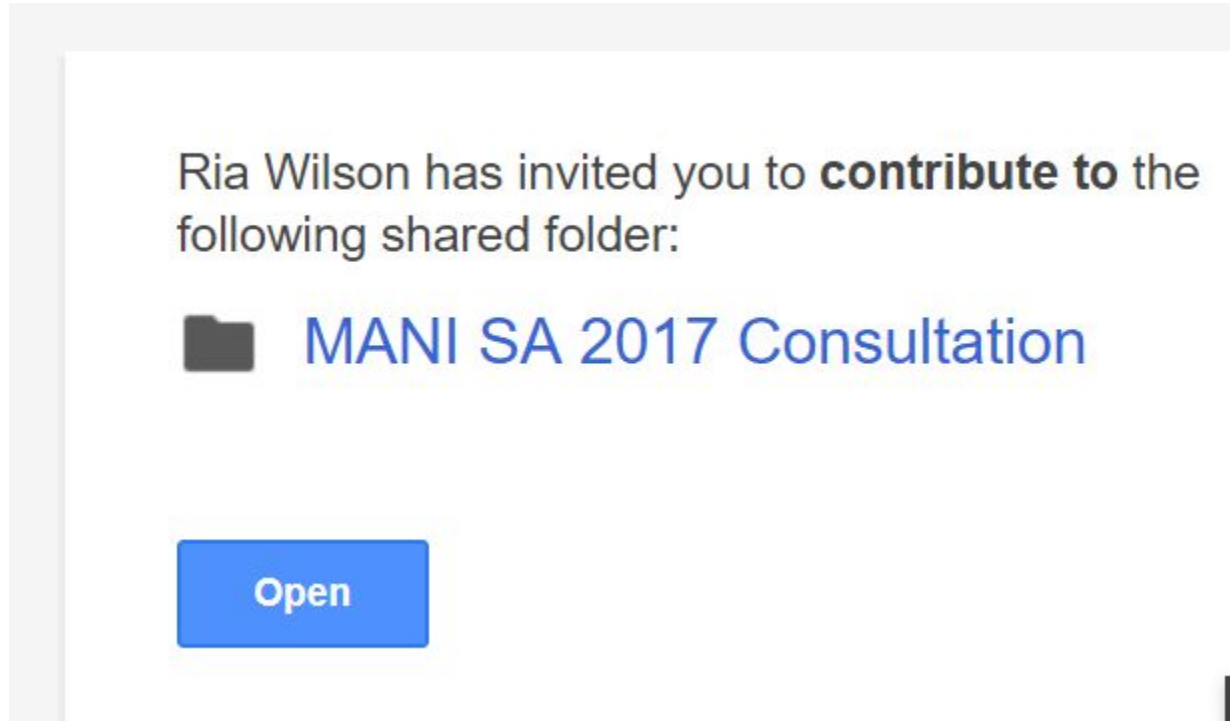 Ria Wilson has invited you to contribute to the
following shared folder:
MANI SA 2017 Consultation
Open